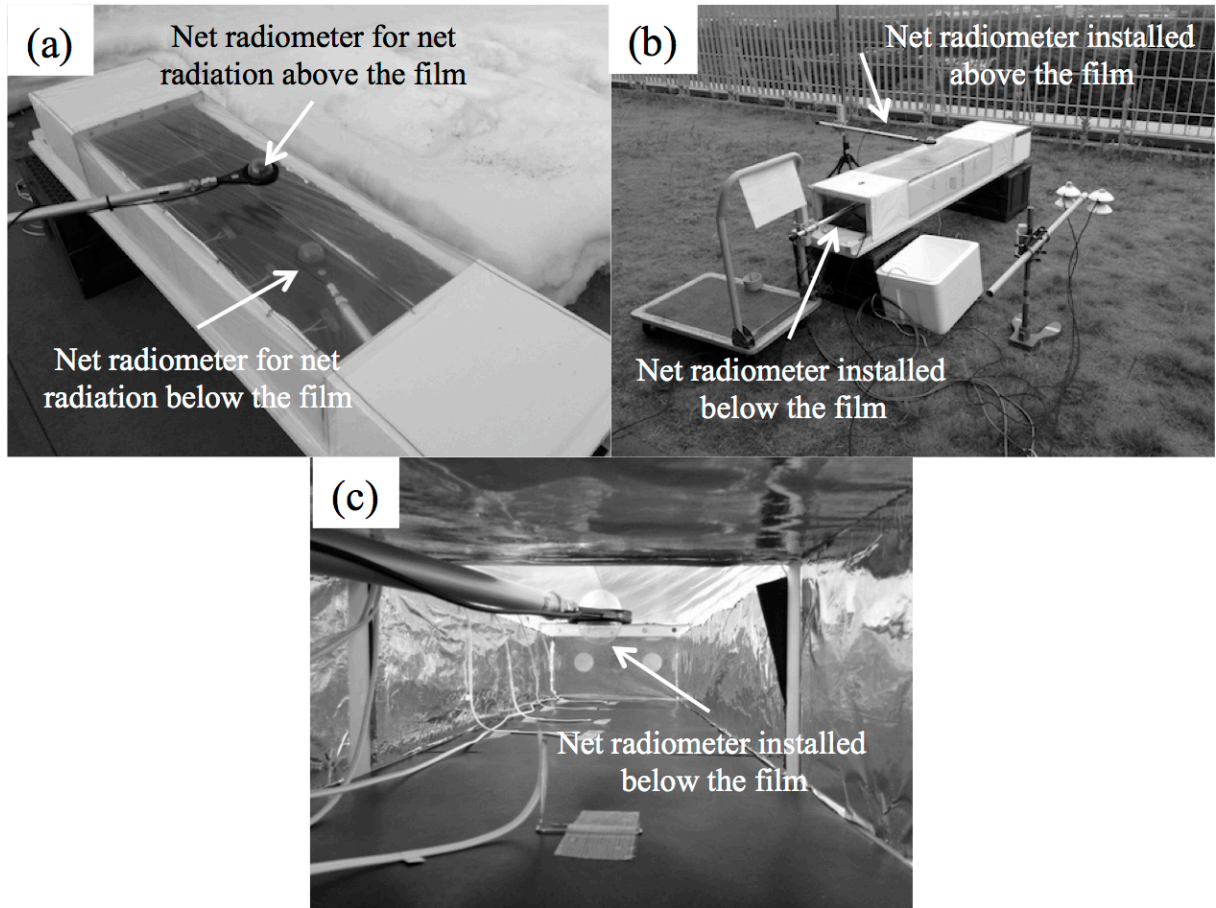 (a)
Net radiometer for net
radiation above the film
Net radiometer for net
radiation below the film
(b)
Net radiometer installed
above the film
Net radiometer installed
below the film
(c)
Net radiometer installed
below the film